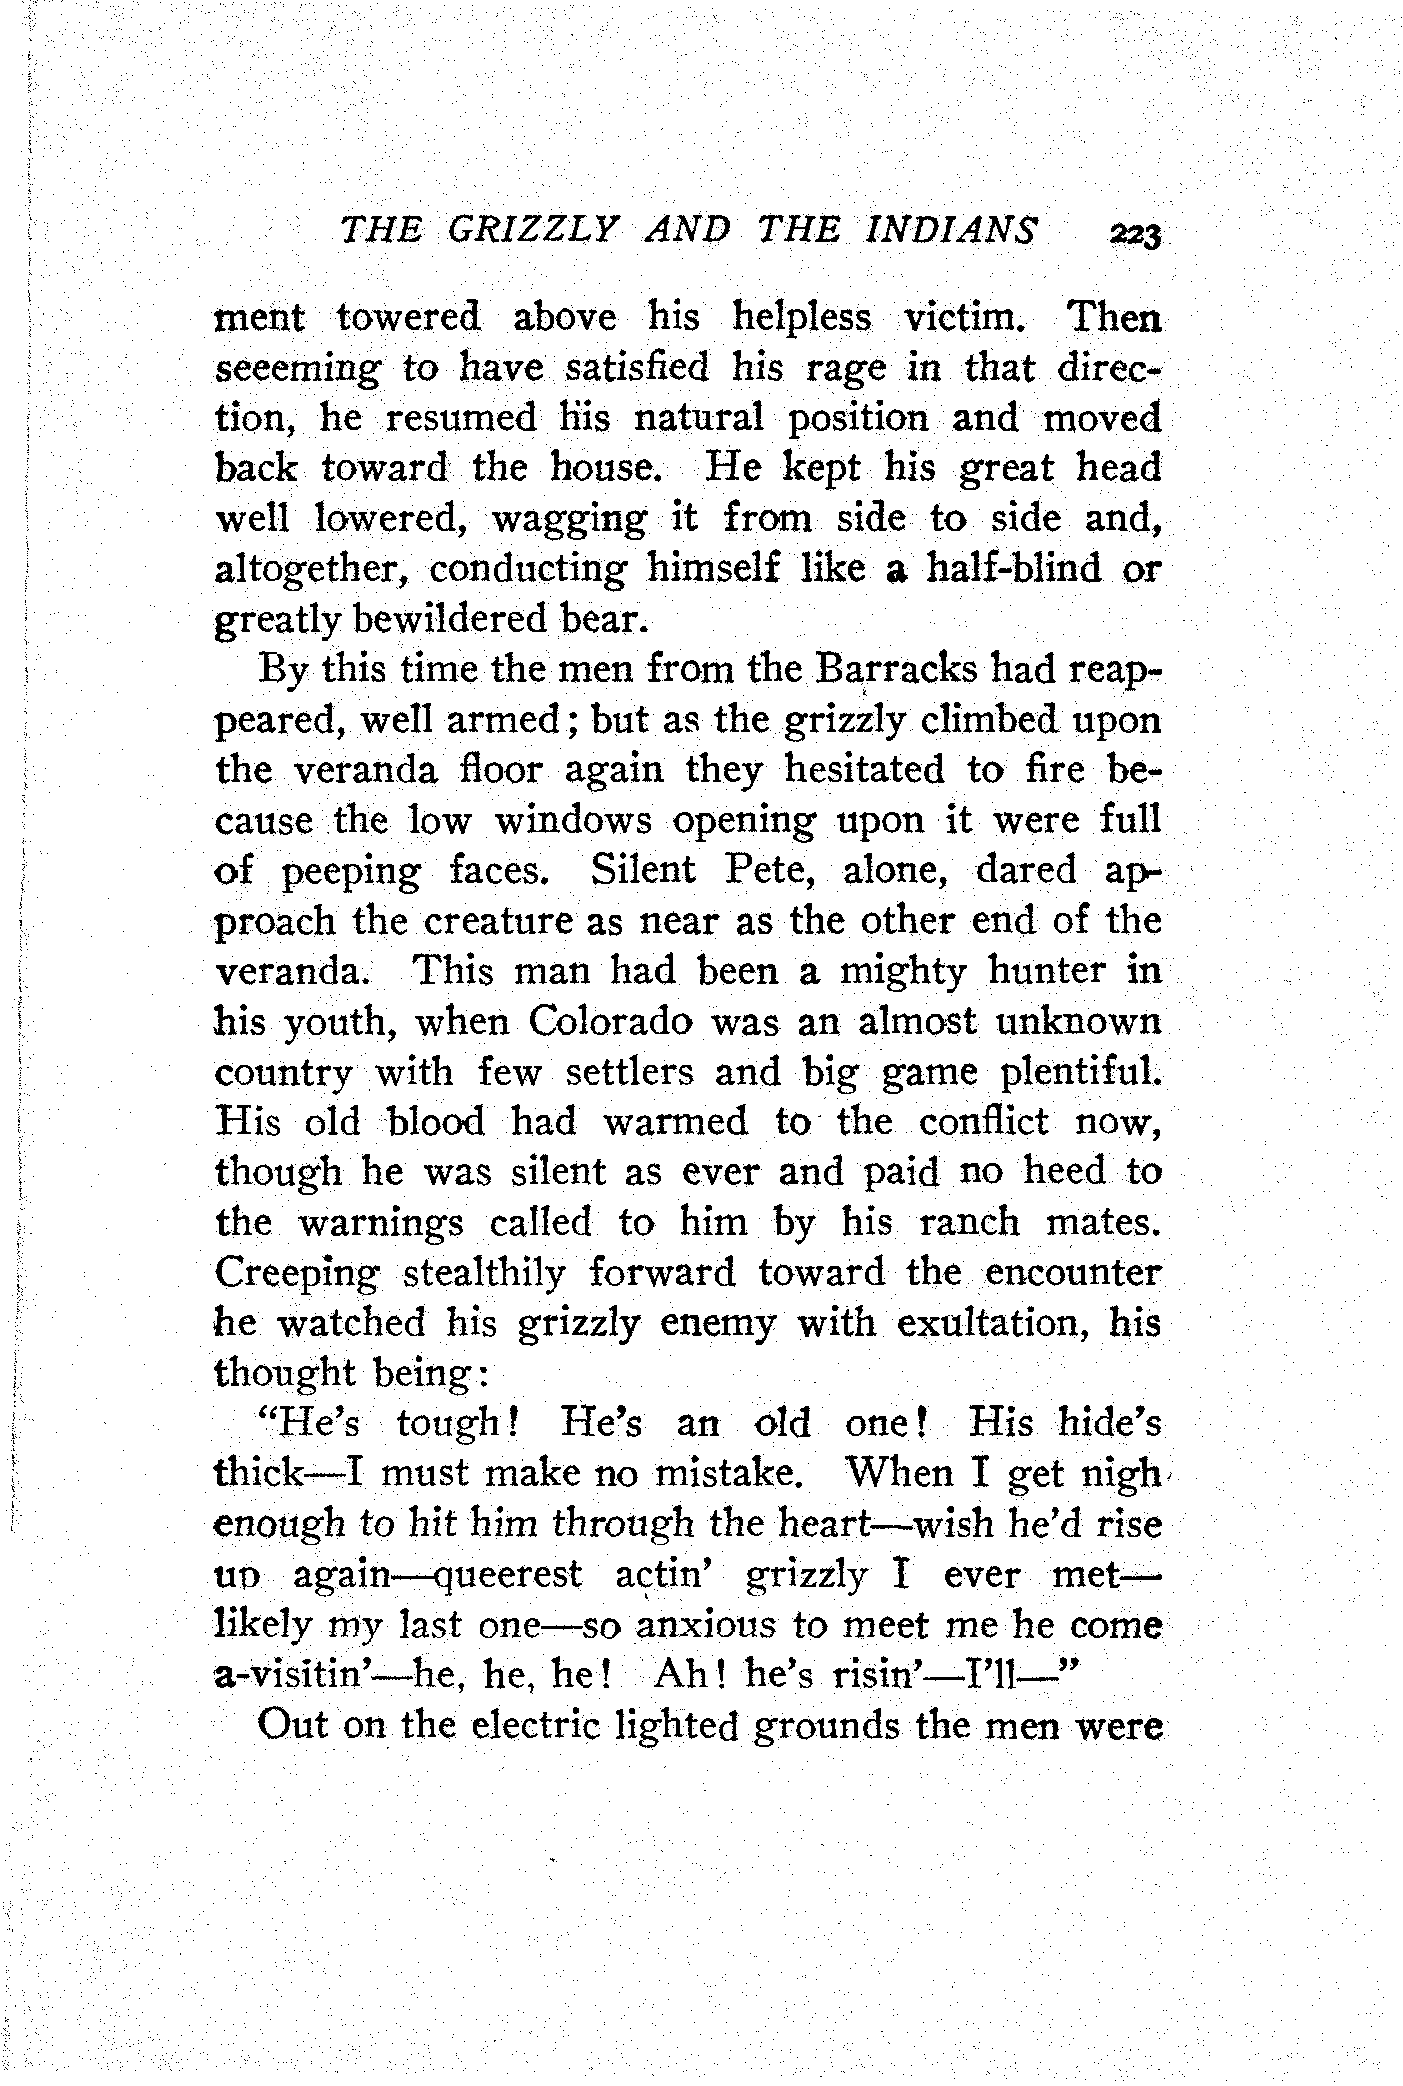 THE GRIZZLY AND THE INDIANS 223
ment towered above his helpless victim. Then
seeeming to have satisfied his rage in that direc-
tion, he resumed his natural position and moved
back toward the house. He kept his great head
well lowered, wagging it from side to side and,
altogether, conducting himself like a half-blind or
greatly bewildered bear.
By this time the men from the Barracks had reap-
peared, well armed; but as the grizzly climbed upon
the veranda floor again they hesitated to fire be-
cause the low windows opening upon it were full
of peeping faces. Silent Pete, alone, dared ap-
proach the creature as near as the other end of the
veranda. This man had been a mighty hunter in
his youth, when Colorado was an almost unknown
country with few settlers and big game plentiful.
His old blood had warmed to the conflict now,
though he was silent as ever and paid no heed to
the warnings called to him by his ranch mates.
Creeping stealthily forward toward the encounter
he watched his grizzly enemy with exultation, his
thought being:
"He's tough! He's an old one! His hide's
thick—I must make no mistake. When I get nigh
enough to hit him through the heart—wish he'd rise
up again—queerest actin' grizzly I ever met—
likely my last one—so anxious to meet me he come
a-visitin'—he, he, he! Ah! he's risin'—I'll—"
Out on the electric lighted grounds the men were